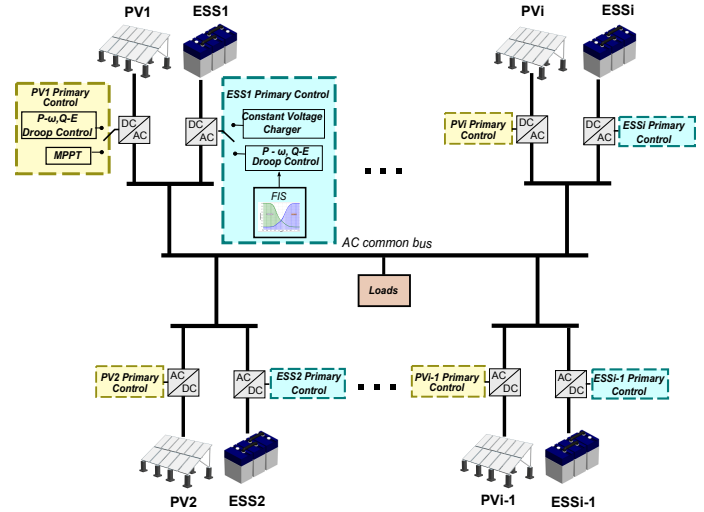 PV1
ESS1
PVi
ESSi
PV1 Primary
Control
P-ω,Q-E
Droop Control
MPPT
DC
AC
DC
AC
ESS1 Primary Control
Constant Voltage
Charger
P - ω, Q-E
Droop Control
FIS
PVi Primary
Control
DC
AC
DC
AC
ESSi Primary
Control
AC common bus
Loads
PV2 Primary
Control
AC
DC
AC
DC
ESS2 Primary
Control
PVi-1 Primary
Control
AC
DC
AC
DC
ESSi-1 Primary
Control
PV2
ESS2
PVi-1
ESSi-1